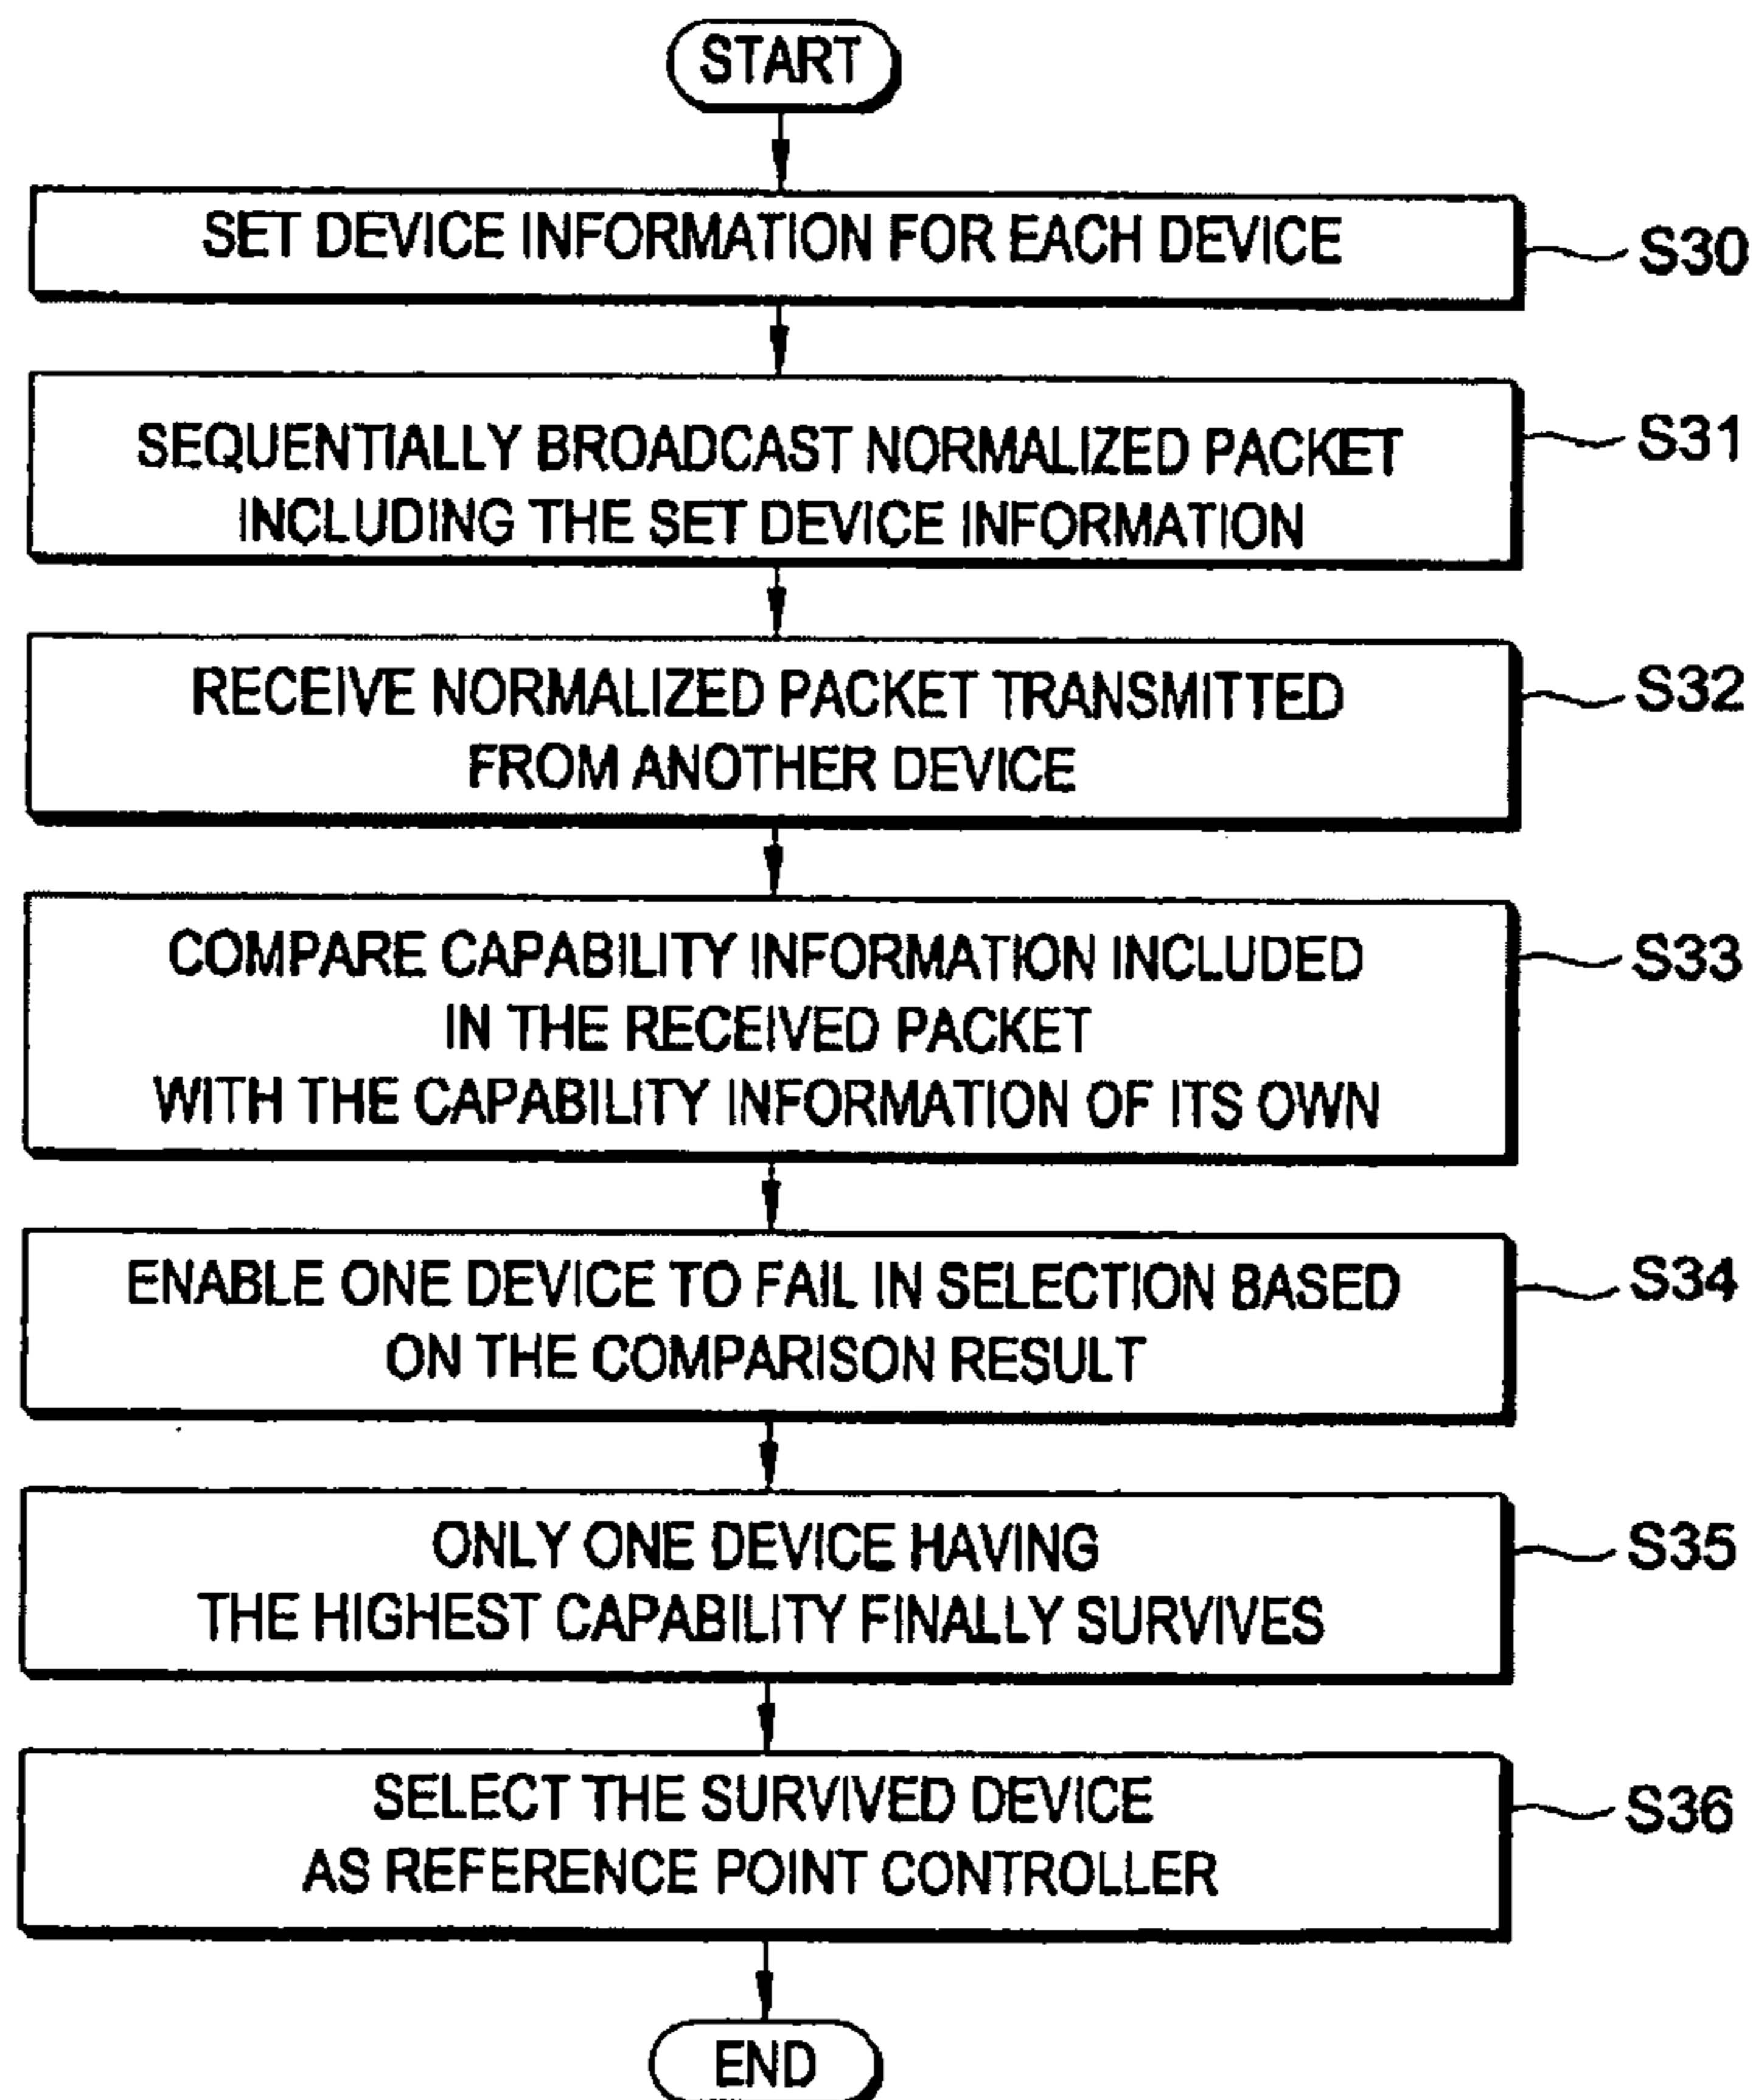 START
SET DEVICE INFORMATION FOR EACH DEVICE
S30
SEQUENTIALLY BROADCAST NORMALIZED PACKET
INCLUDING THE SET DEVICE INFORMATION
S31
RECEIVE NORMALIZED PACKET TRANSMITTED
FROM ANOTHER DEVICE
S32
COMPARE CAPABILITY INFORMATION INCLUDED
IN THE RECEIVED PACKET
WITH THE CAPABILITY INFORMATION OF ITS OWN
S33
ENABLE ONE DEVICE TO FAIL IN SELECTION BASED
ON THE COMPARISON RESULT
S34
ONLY ONE DEVICE HAVING
THE HIGHEST CAPABILITY FINALLY SURVIVES
S35
SELECT THE SURVIVED DEVICE
AS REFERENCE POINT CONTROLLER
S36
END